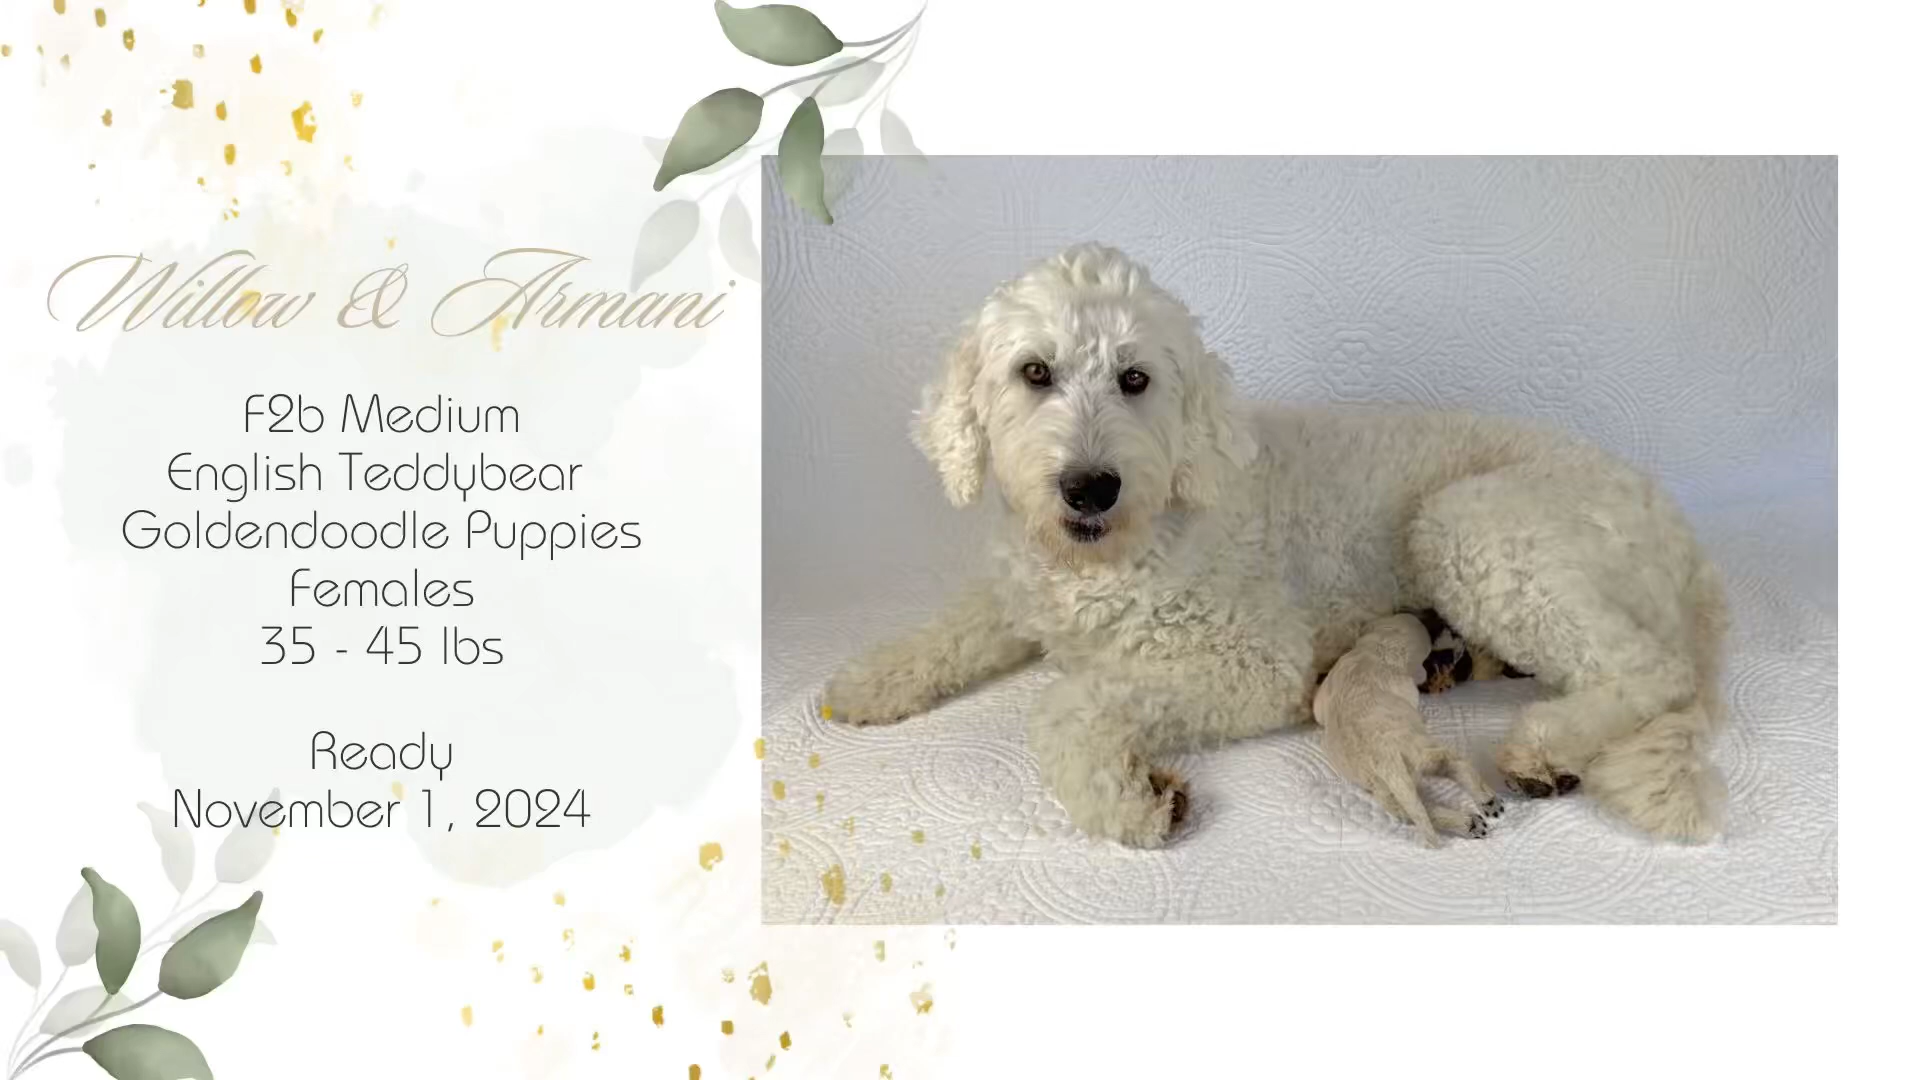 Willow & Armani
F2b Medium
English Teddybear
Goldendoodle Puppies
Females
35 - 45 lbs
Ready
November 1, 2024